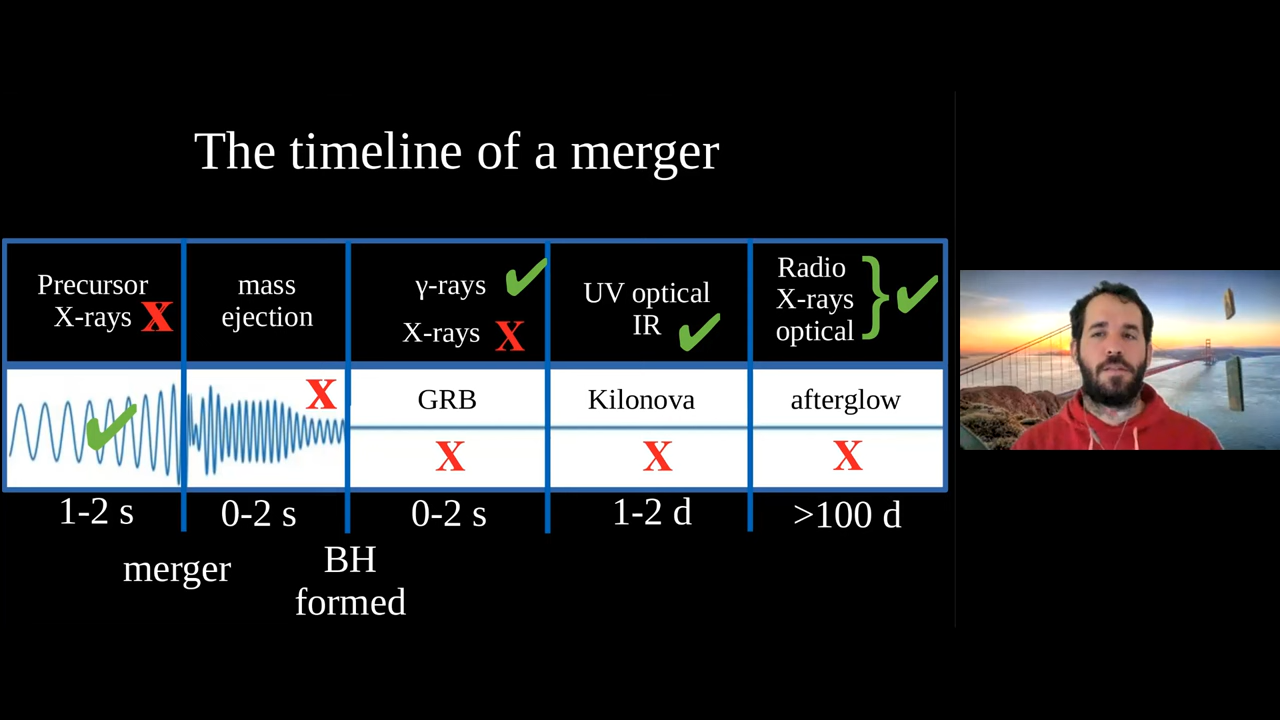 The timeline of a merger
Precursor
X-rays X
mass
ejection
γ-rays ✔
X-rays X
UV optical
IR ✔
Radio
X-rays
optical
} ✔
✔
X
GRB
X
Kilonova
X
afterglow
X
1-2 s
0-2 s
0-2 s
1-2 d
>100 d
merger
BH
formed